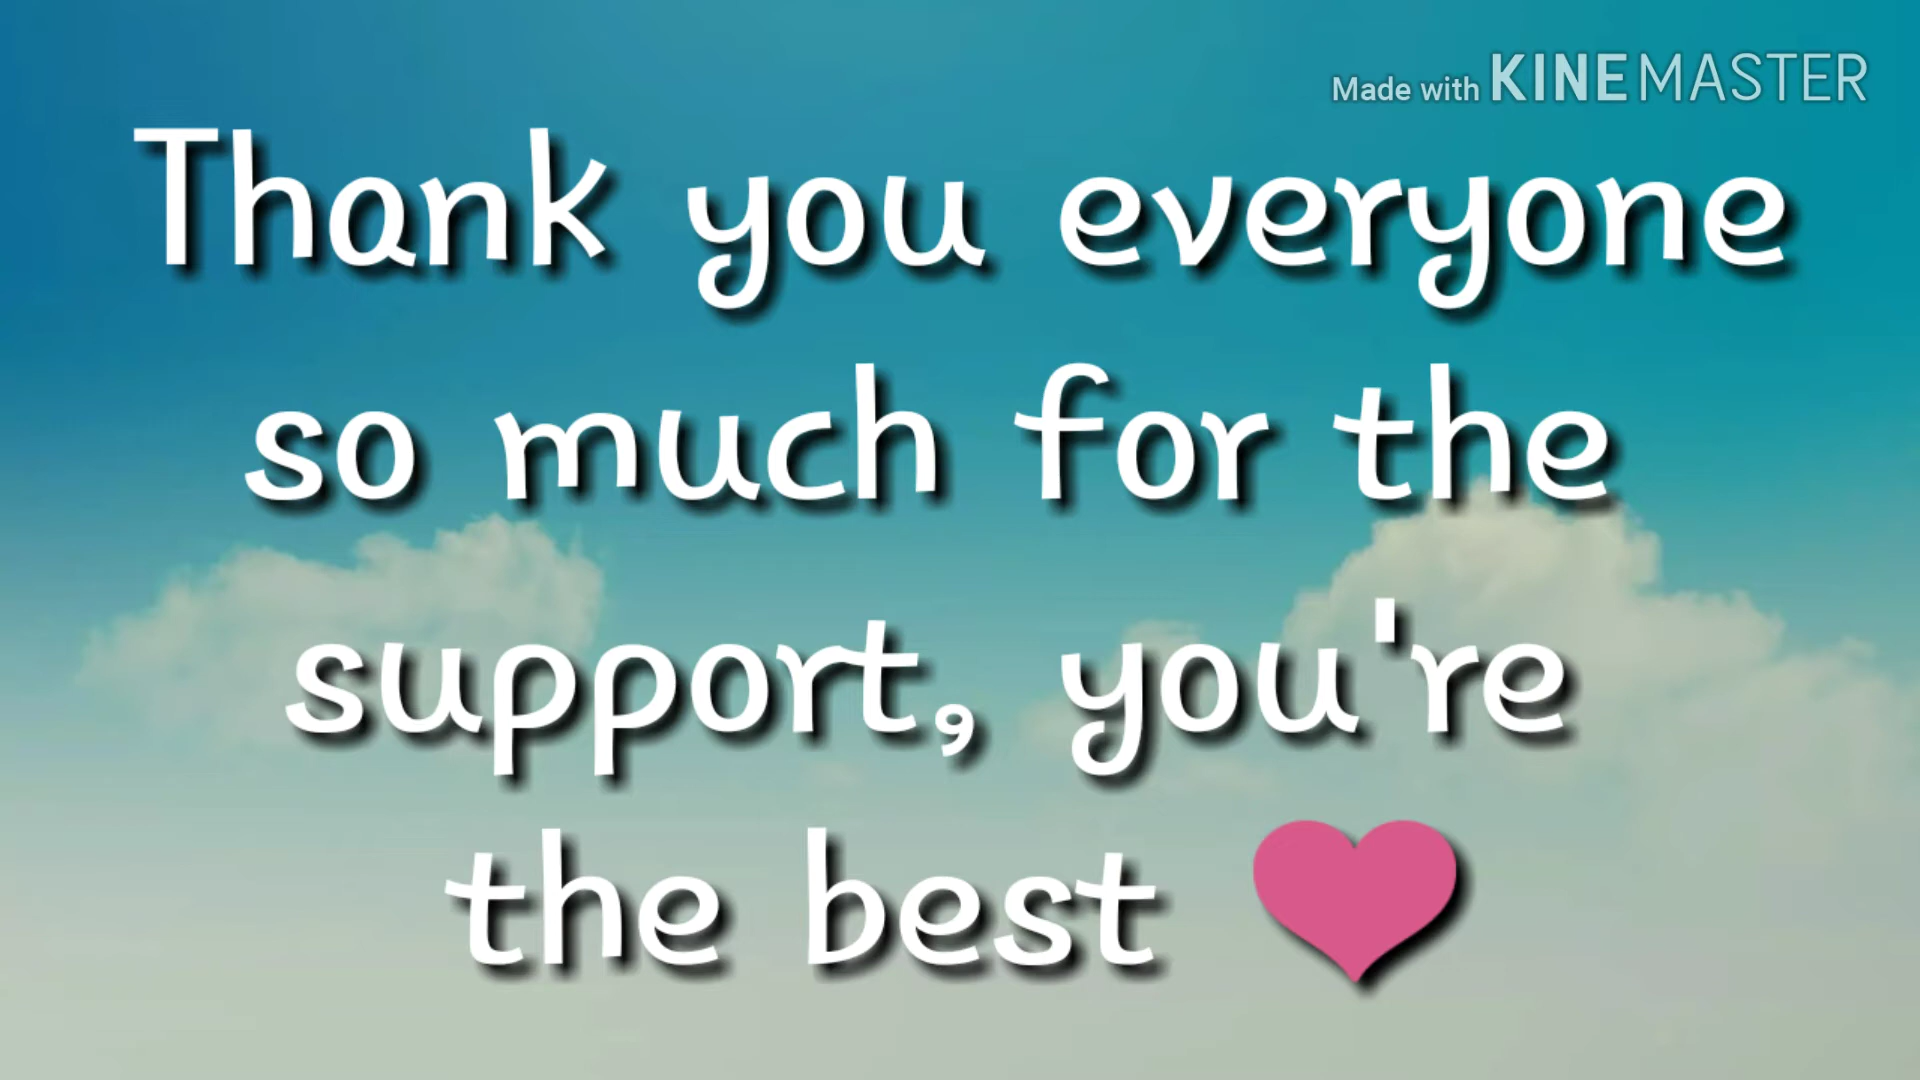 Made with KINEMASTER
Thank you everyone
so much for the
support, you're
the best ❤